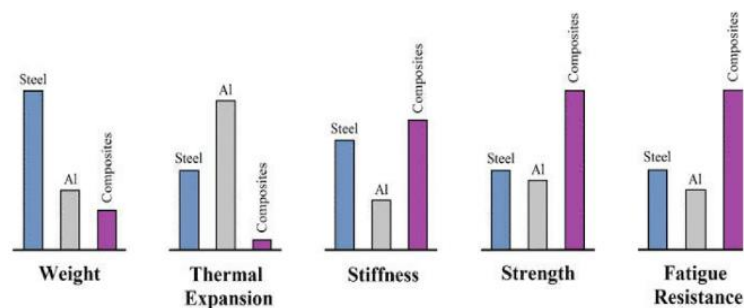 Steel
Al
Composites
Weight
Steel
Al
Composites
Thermal
Expansion
Steel
Al
Composites
Stiffness
Steel
Al
Composites
Strength
Steel
Al
Composites
Fatigue
Resistance